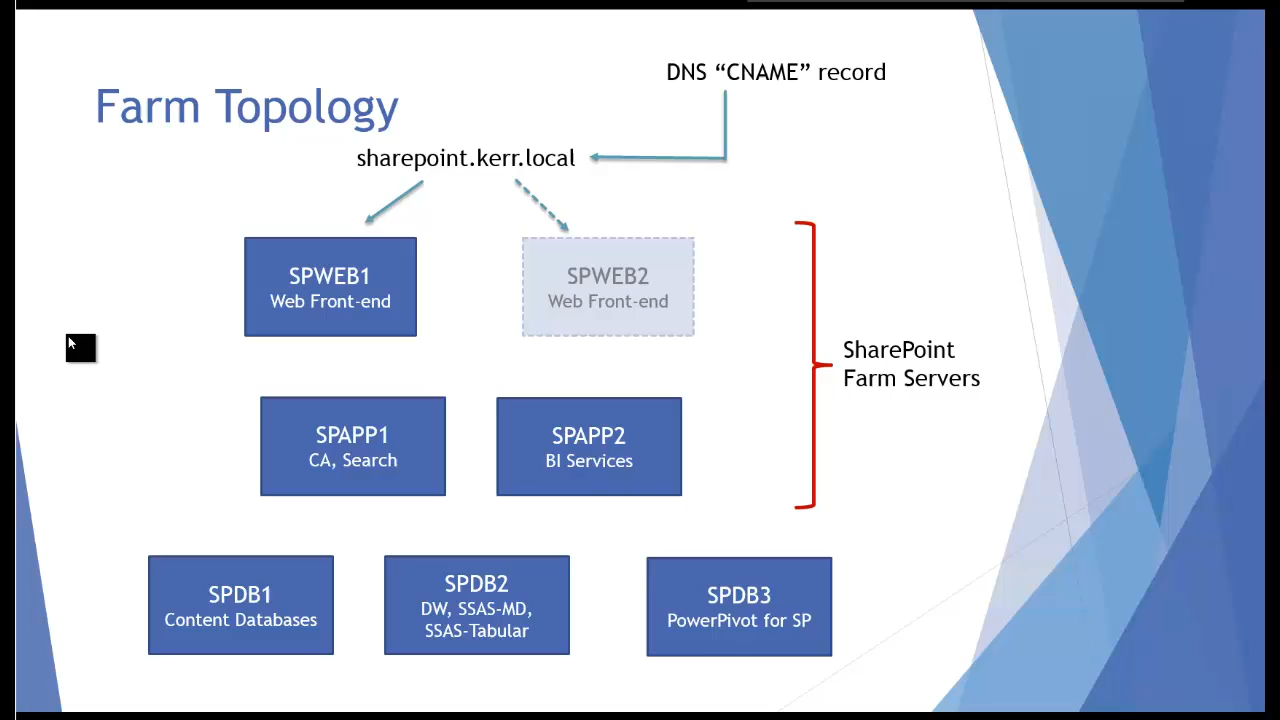 DNS “CNAME” record
Farm Topology
sharepoint.kerr.local
SPWEB1
Web Front-end
SPWEB2
Web Front-end
SharePoint
Farm Servers
SPAPP1
CA, Search
SPAPP2
BI Services
SPDB1
Content Databases
SPDB2
DW, SSAS-MD,
SSAS-Tabular
SPDB3
PowerPivot for SP